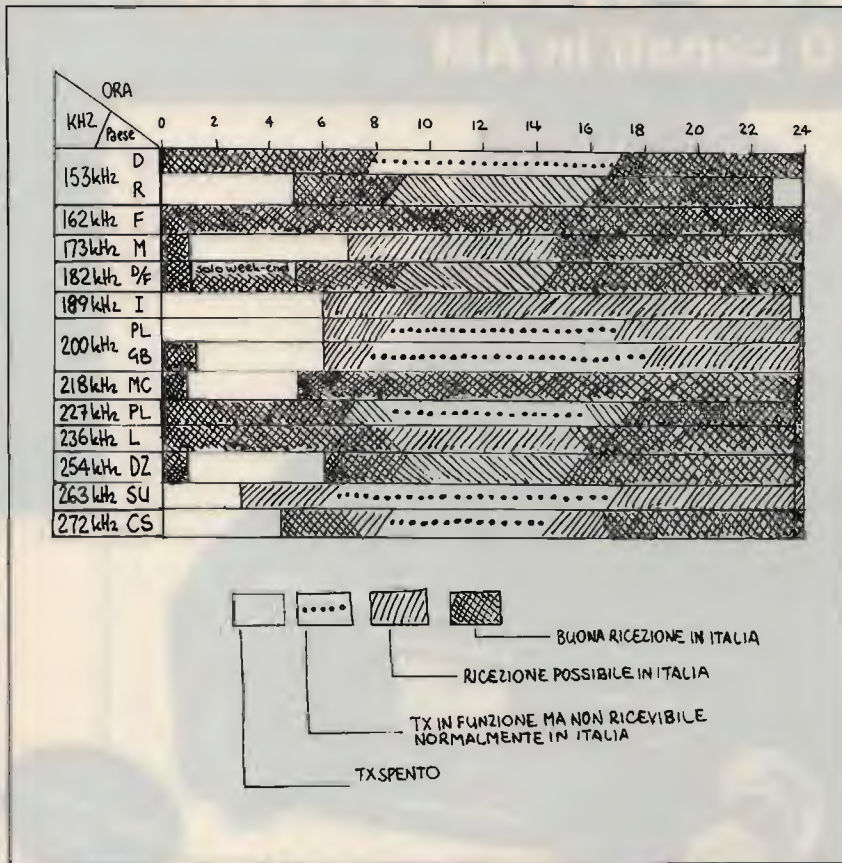 ORA
KHZ / Paese 0 2 4 6 8 10 12 14 16 18 20 22 24
153kHz D
R
162kHz F
173kHz M
182kHz D/F solo week-end
189kHz I
200kHz PL
GB
218kHz MC
227kHz PL
236kHz L
254kHz DZ
263kHz SU
272kHz CS
BUONA RICEZIONE IN ITALIA
RICEZIONE POSSIBILE IN ITALIA
TX IN FUNZIONE MA NON RICEVIBILE
NORMALMENTE IN ITALIA
TX SPENTO